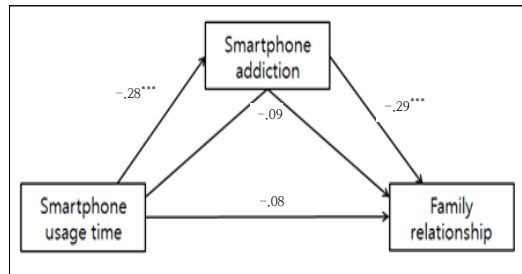 Smartphone
addiction
-.28***
-.09
-.29***
-.08
Smartphone
usage time
Family
relationship